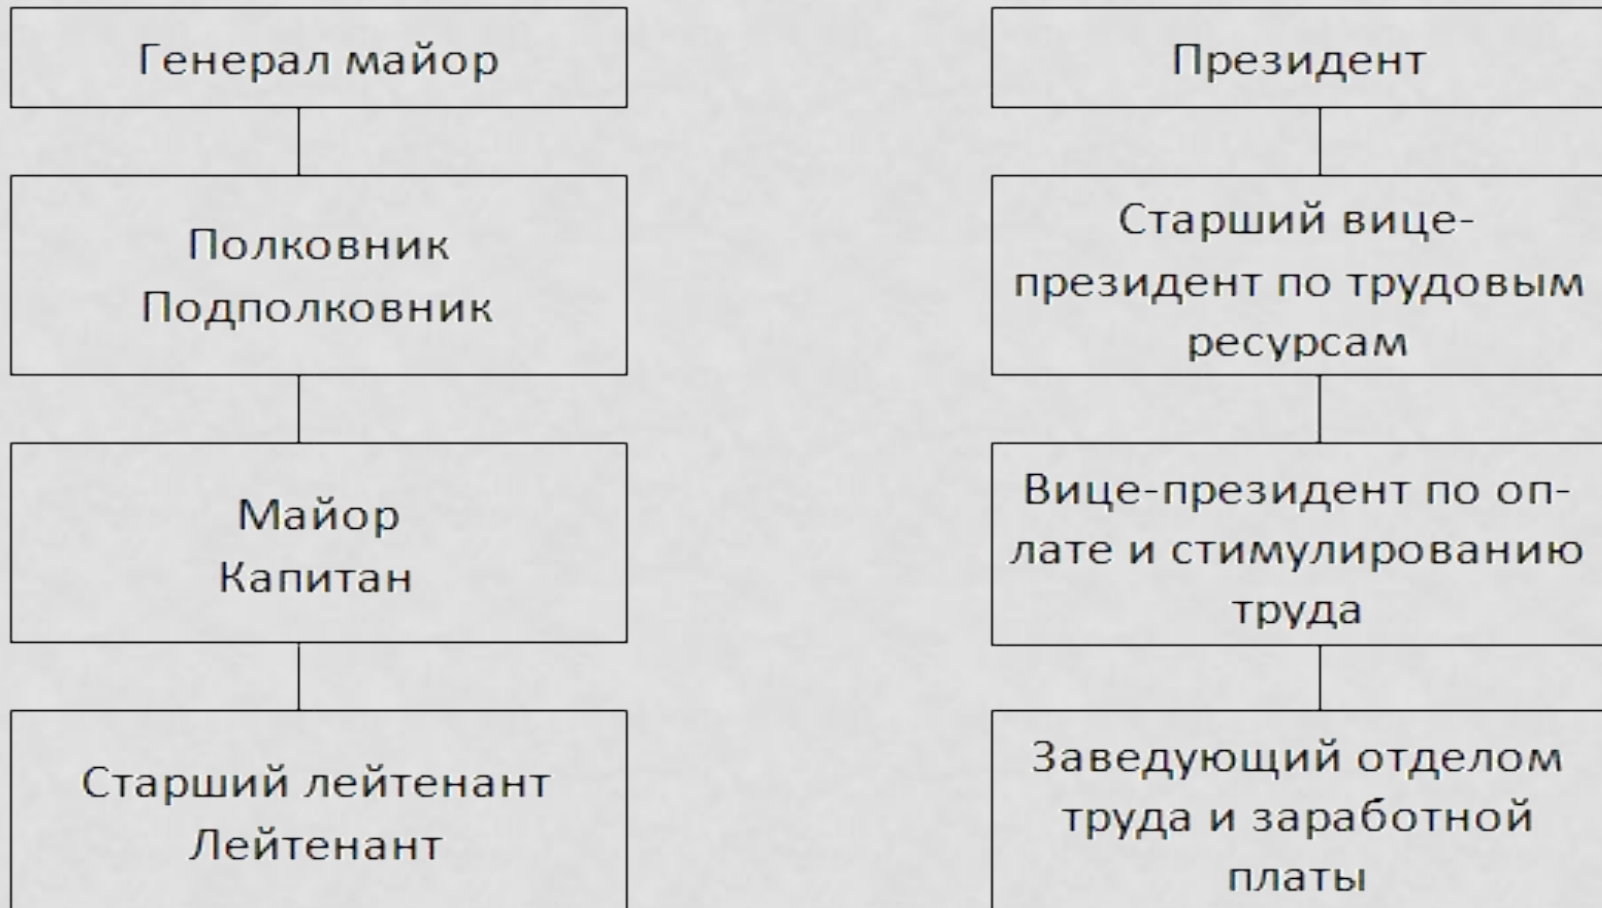 Генерал майор
Полковник
Подполковник
Майор
Капитан
Старший лейтенант
Лейтенант
Президент
Старший вице-
президент по трудовым
ресурсам
Вице-президент по оп-
лате и стимулированию
труда
Заведующий отделом
труда и заработной
платы